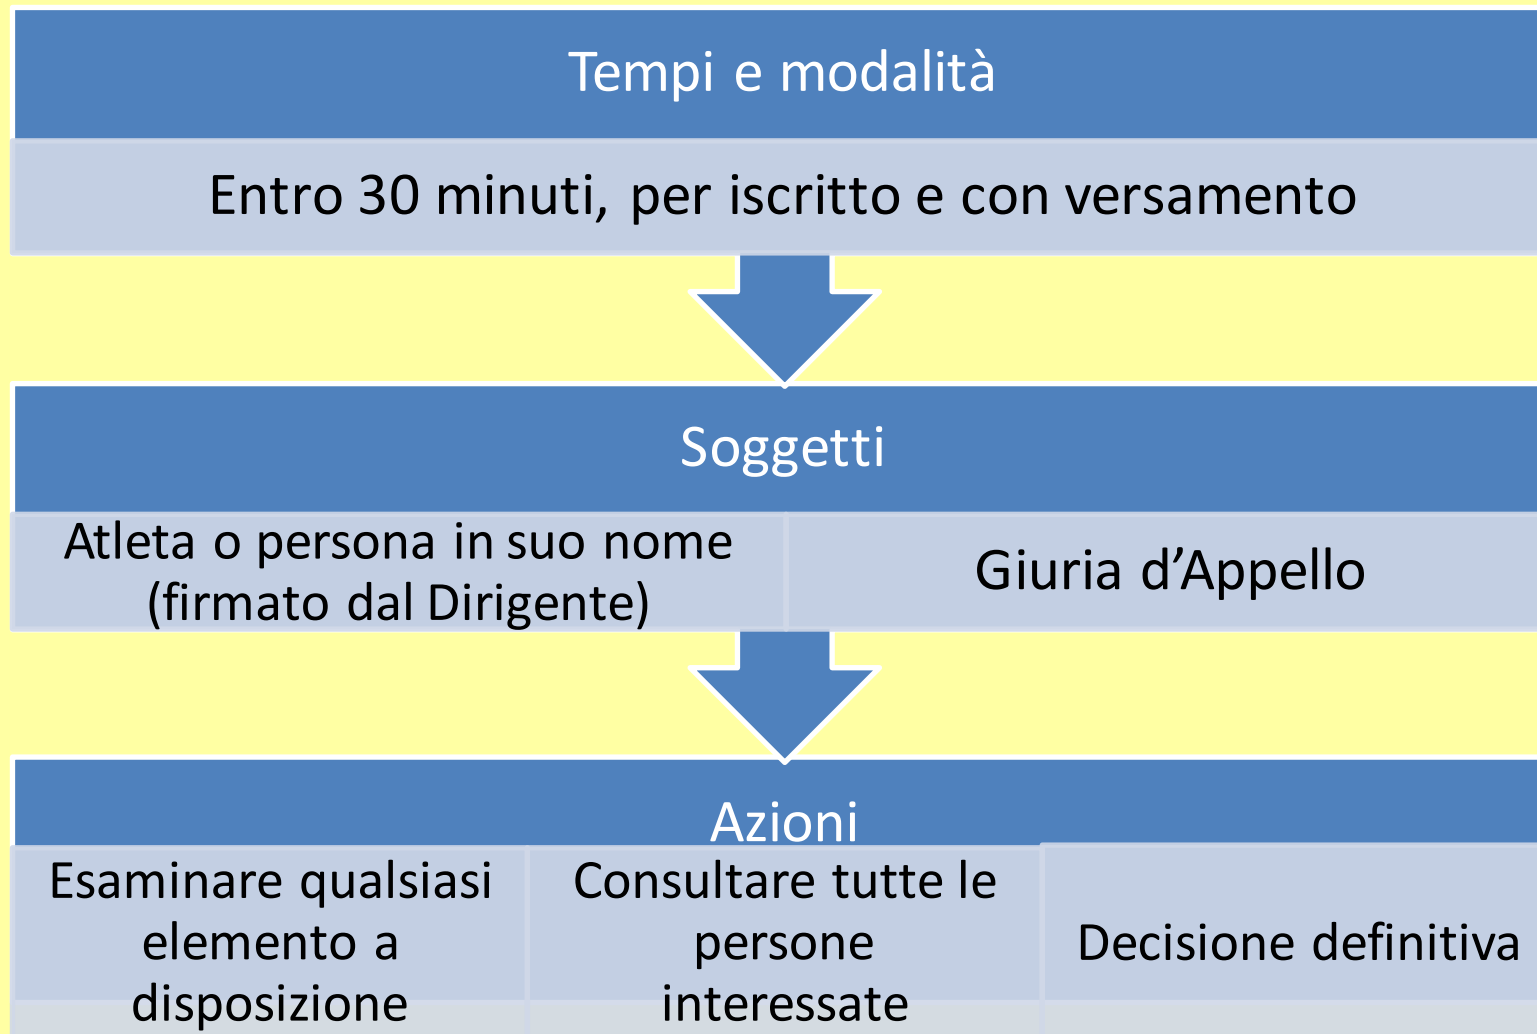 Tempi e modalità
Entro 30 minuti, per iscritto e con versamento
Soggetti
Atleta o persona in suo nome
(firmato dal Dirigente)
Giuria d’Appello
Azioni
Esaminare qualsiasi
elemento a
disposizione
Consultare tutte le
persone
interessate
Decisione definitiva